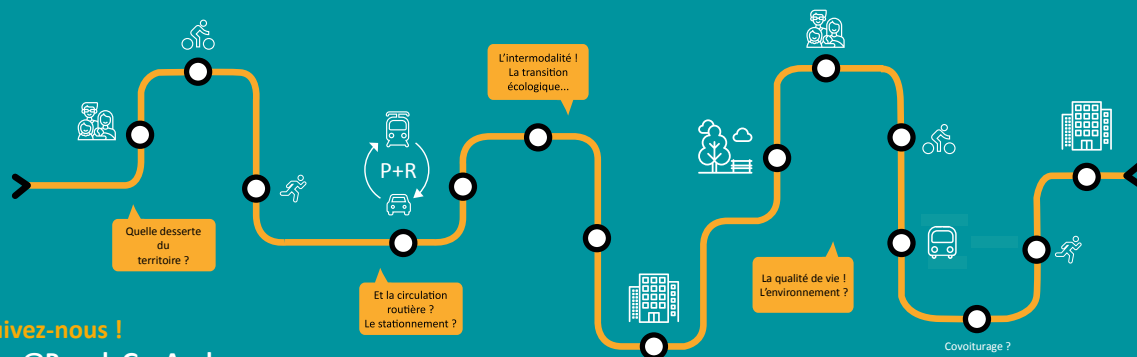 L'intermodalité !
La transition
écologique...
P+R
Quelle desserte
du
territoire ?
Et la circulation
routière ?
Le stationnement ?
La qualité de vie !
L'environnement ?
uivez-nous !
Covoiturage ?